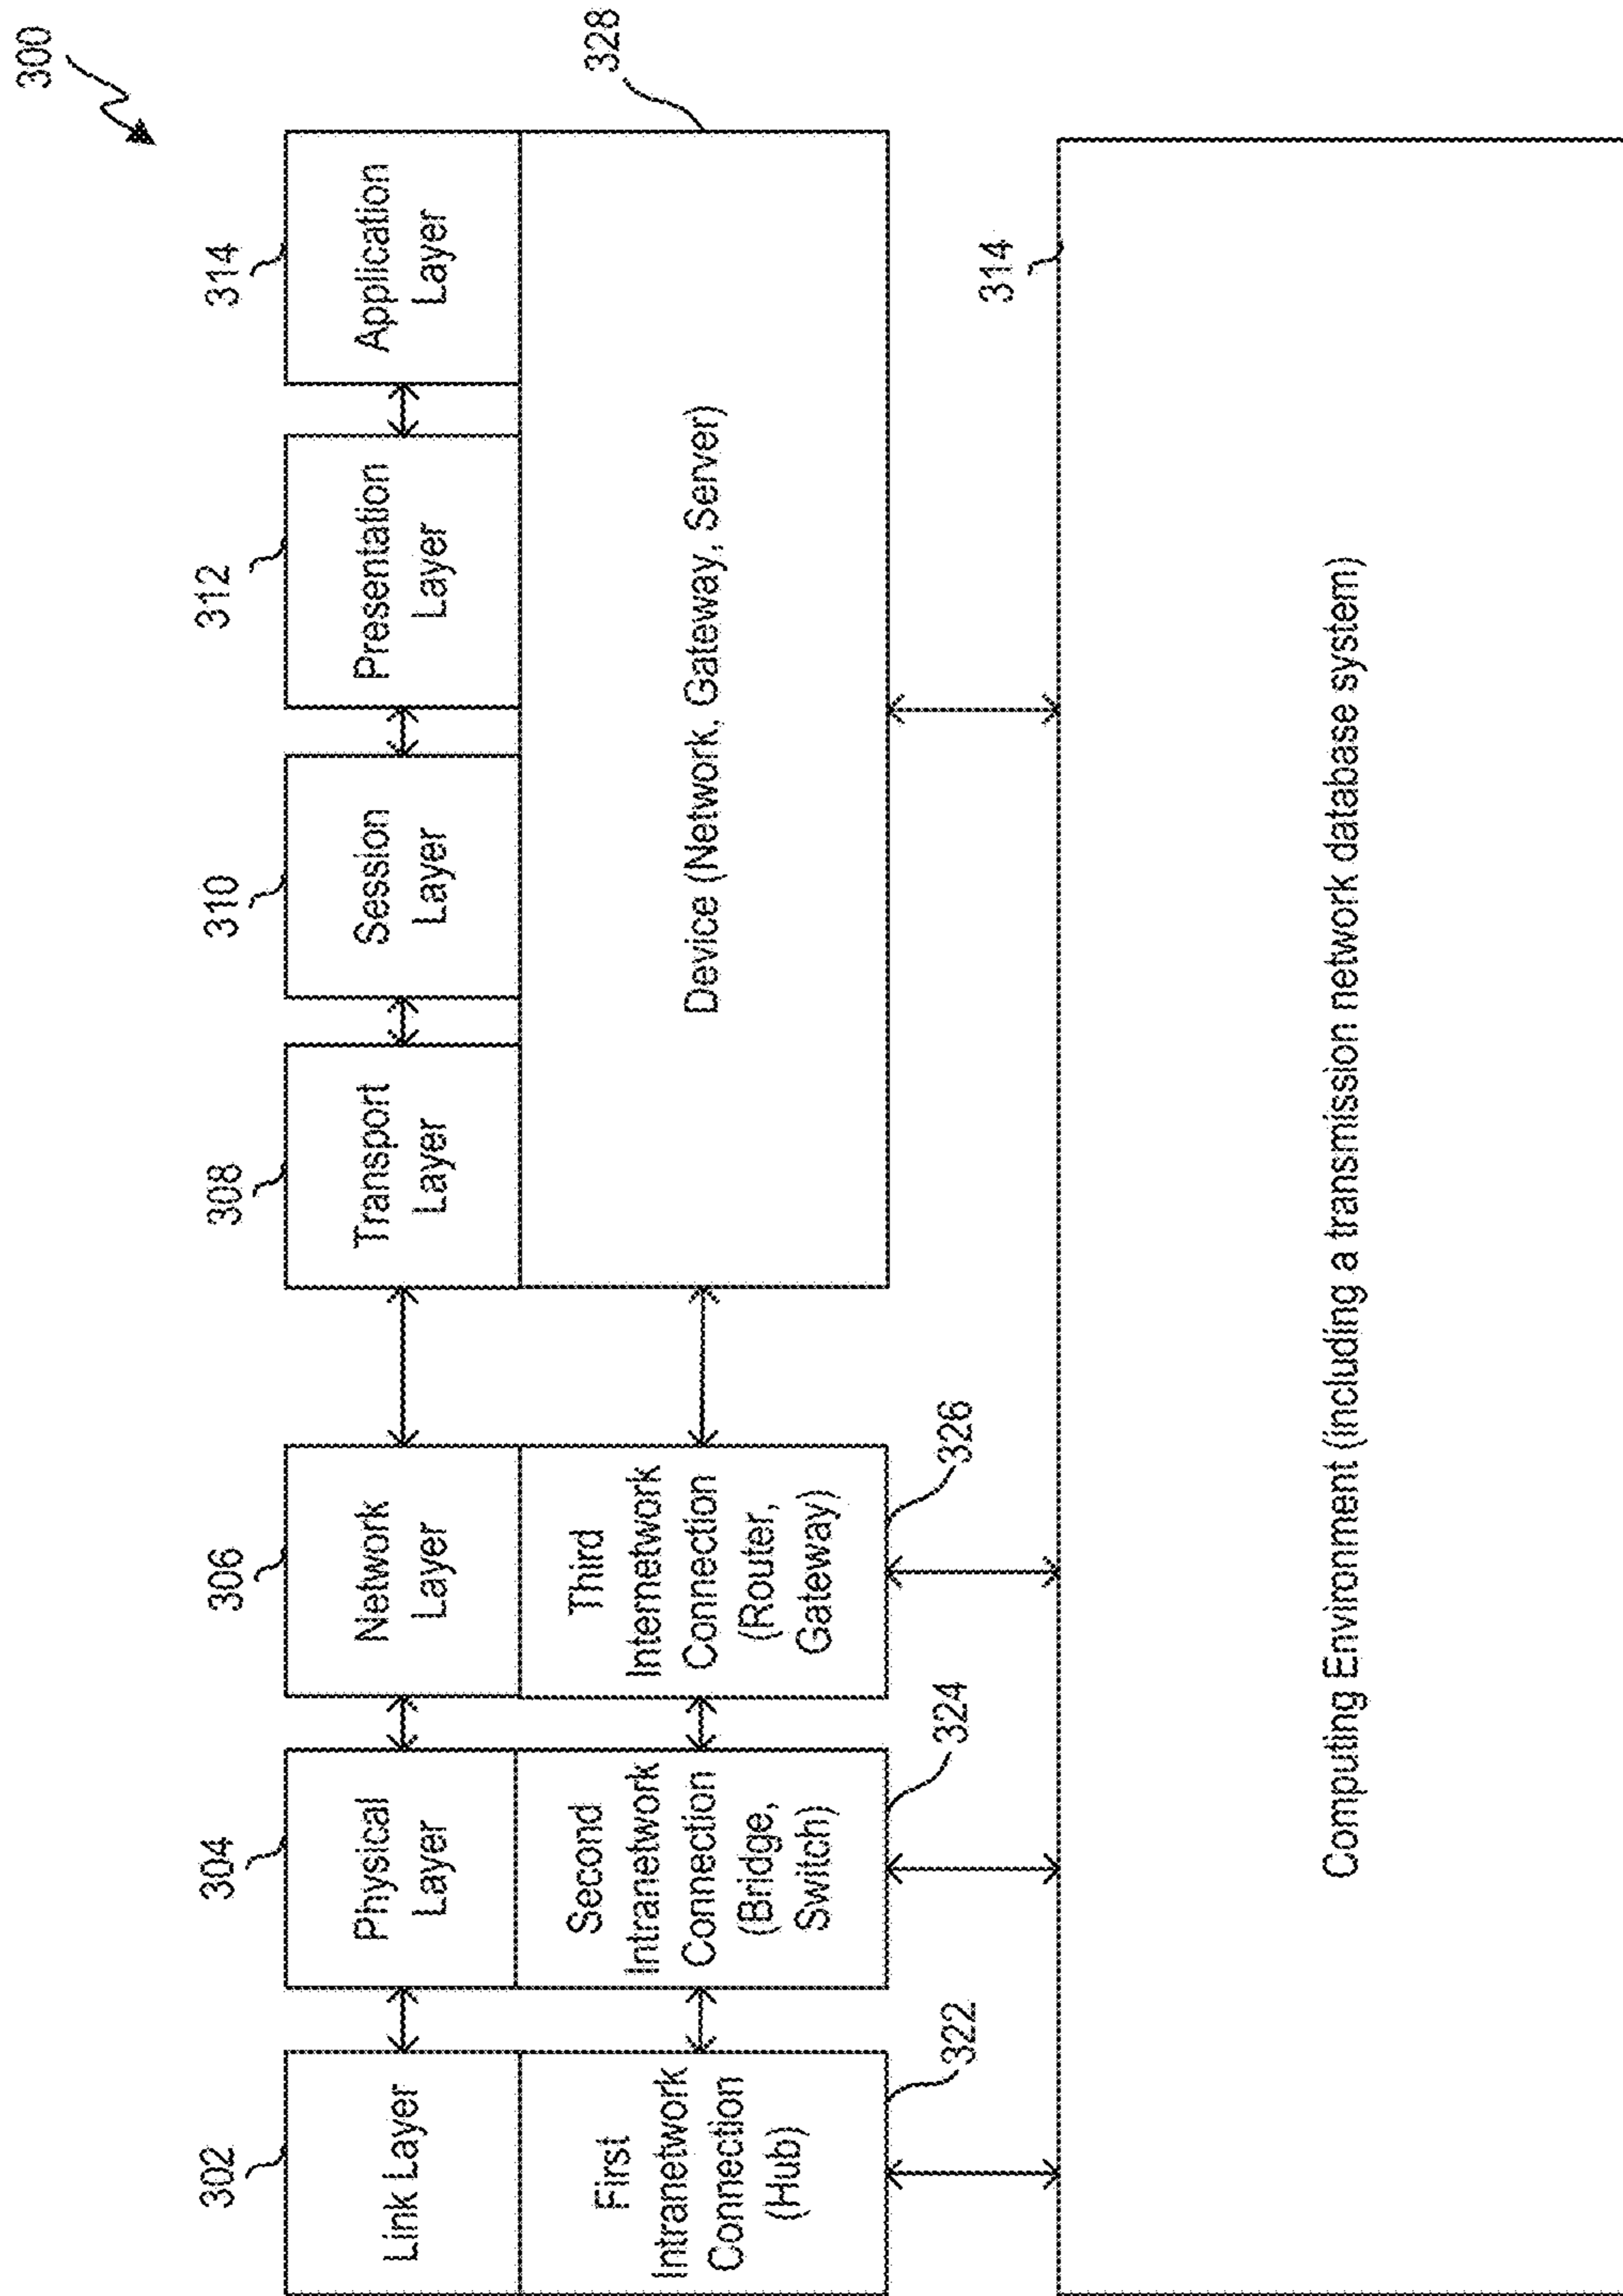 300
302
304
306
308
310
312
314
Link Layer
Physical
Layer
Network
Layer
Transport
Layer
Session
Layer
Presentation
Layer
Application
Layer
First
Intranetwork
Connection
(Hub)
Second
Intranetwork
Connection
(Bridge,
Switch)
Third
Internetwork
Connection
(Router,
Gateway)
Device (Network, Gateway, Server)
328
322
324
326
314
Computing Environment (including a transmission network database system)